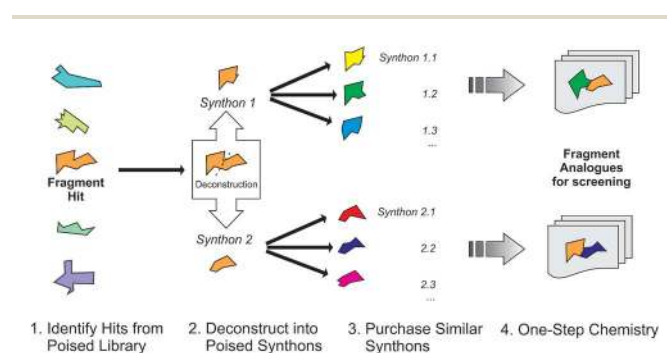 Synthon 1
Fragment
Hit
Deconstruction
Synthon 2
Synthon 1.1
1.2
1.3
...
Synthon 2.1
2.2
2.3
...
Fragment
Analogues
for screening
1. Identify Hits from
Poised Library
2. Deconstruct into
Poised Synthons
3. Purchase Similar
Synthons
4. One-Step Chemistry